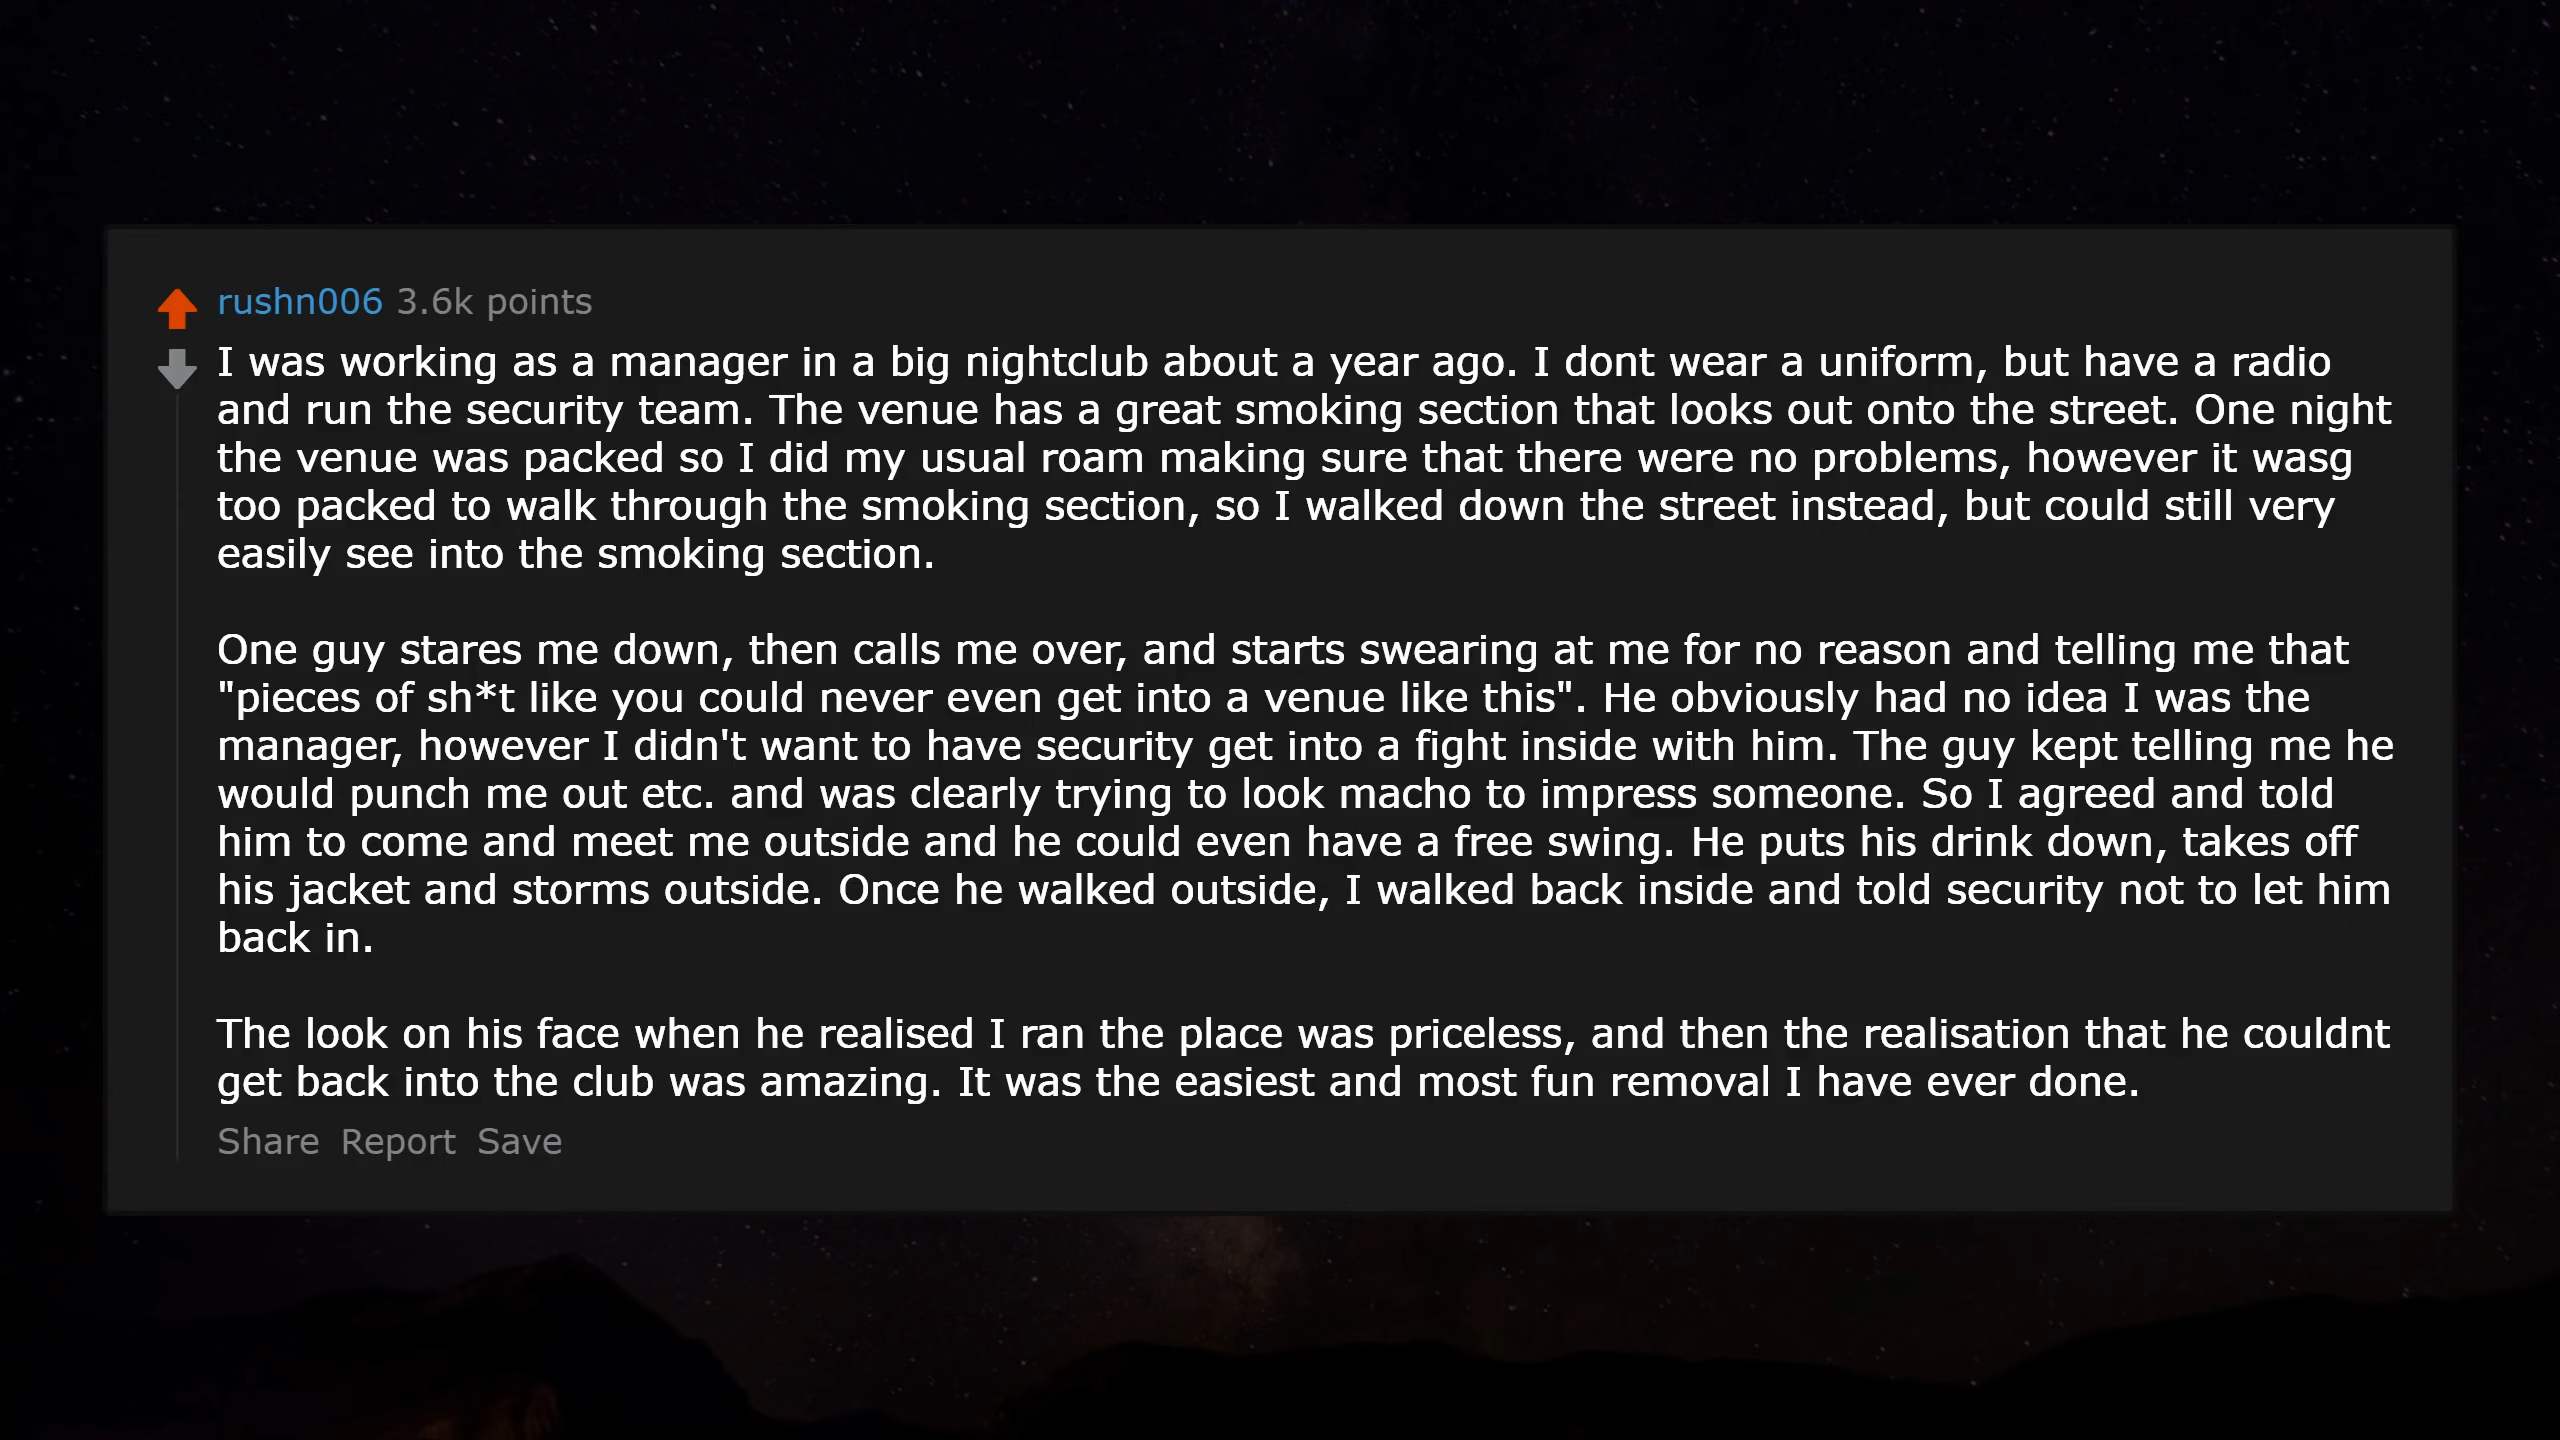 rushn006 3.6k points
I was working as a manager in a big nightclub about a year ago. I dont wear a uniform, but have a radio
and run the security team. The venue has a great smoking section that looks out onto the street. One night
the venue was packed so I did my usual roam making sure that there were no problems, however it wasg
too packed to walk through the smoking section, so I walked down the street instead, but could still very
easily see into the smoking section.
One guy stares me down, then calls me over, and starts swearing at me for no reason and telling me that
"pieces of sh*t like you could never even get into a venue like this". He obviously had no idea I was the
manager, however I didn't want to have security get into a fight inside with him. The guy kept telling me he
would punch me out etc. and was clearly trying to look macho to impress someone. So I agreed and told
him to come and meet me outside and he could even have a free swing. He puts his drink down, takes off
his jacket and storms outside. Once he walked outside, I walked back inside and told security not to let him
back in.
The look on his face when he realised I ran the place was priceless, and then the realisation that he couldnt
get back into the club was amazing. It was the easiest and most fun removal I have ever done.
Share Report Save